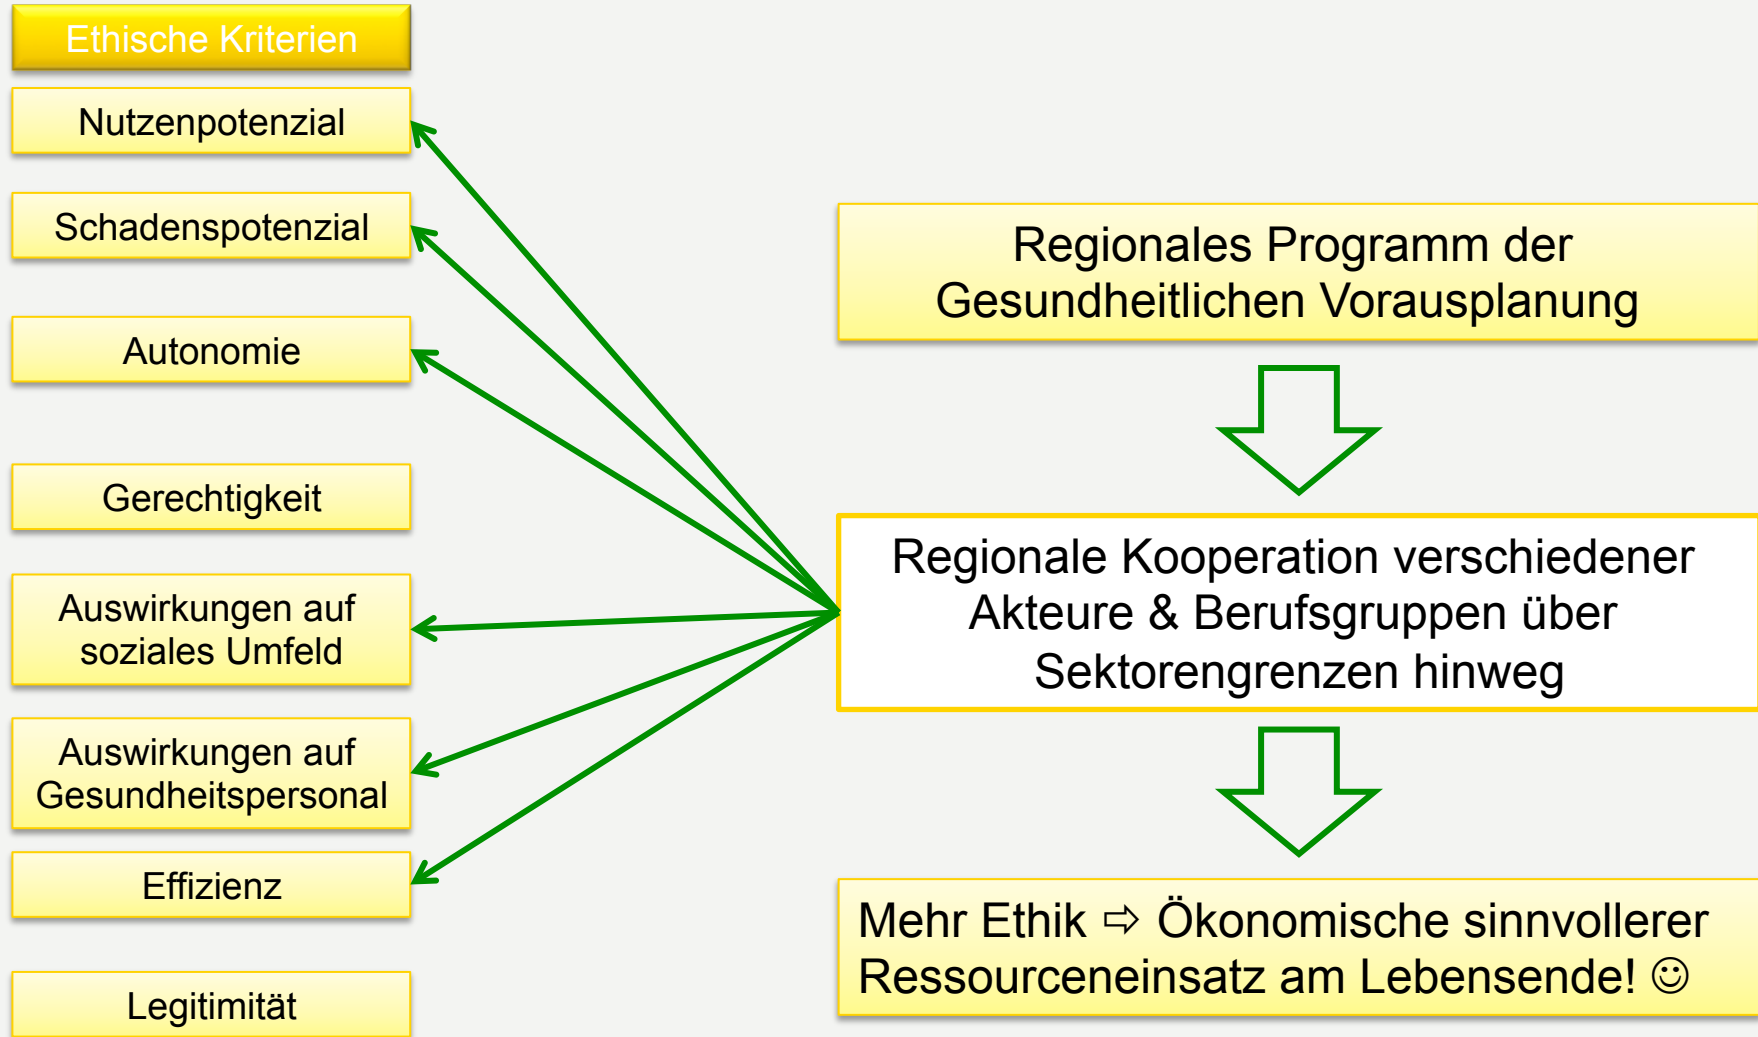 Ethische Kriterien
Nutzenpotenzial
Schadenspotenzial
Autonomie
Gerechtigkeit
Auswirkungen auf
soziales Umfeld
Auswirkungen auf
Gesundheitspersonal
Effizienz
Legitimität
Regionales Programm der
Gesundheitlichen Vorausplanung
Regionale Kooperation verschiedener
Akteure & Berufsgruppen über
Sektorengrenzen hinweg
Mehr Ethik ⇨ Ökonomische sinnvollerer
Ressourceneinsatz am Lebensende! ☺